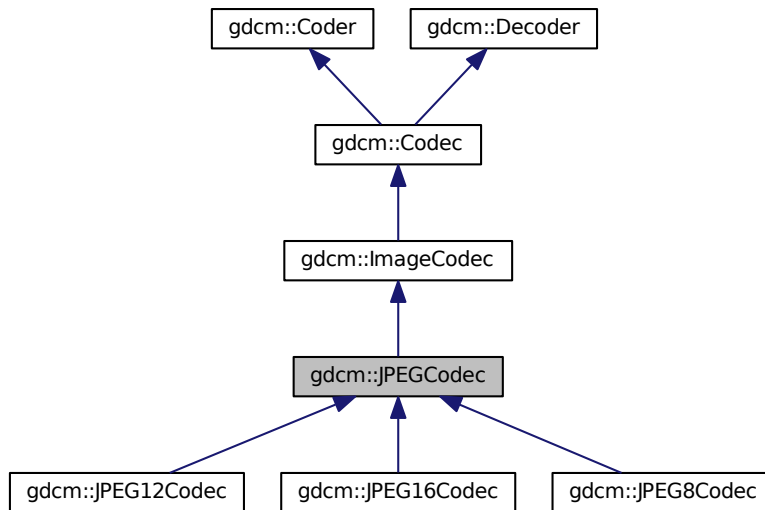 gdcm::Coder
gdcm::Decoder
gdcm::Codec
gdcm::ImageCodec
gdcm::JPEGCodec
gdcm::JPEG12Codec
gdcm::JPEG16Codec
gdcm::JPEG8Codec